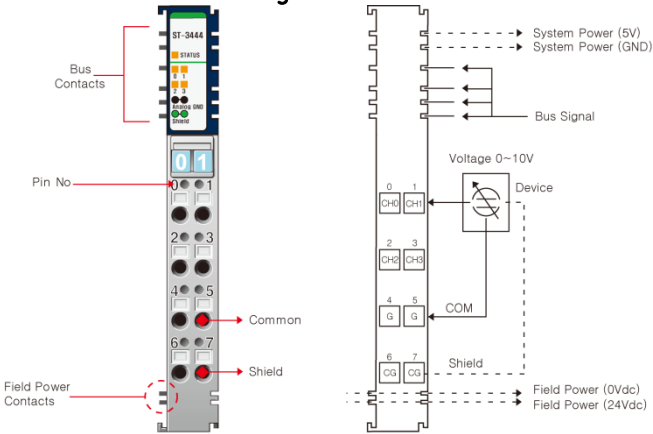 ST-3444
STATUS
0 1
2 3
Analog GND
Shield
Bus
Contacts
01
Pin No
0 1
2 3
4 5
Common
6 7
Shield
Field Power
Contacts
System Power (5V)
System Power (GND)
Bus Signal
Voltage 0~10V
Device
0 1
CH0 CH1
2 3
CH2 CH3
4 5
G G
COM
6 7
CG CG
Shield
Field Power (0Vdc)
Field Power (24Vdc)